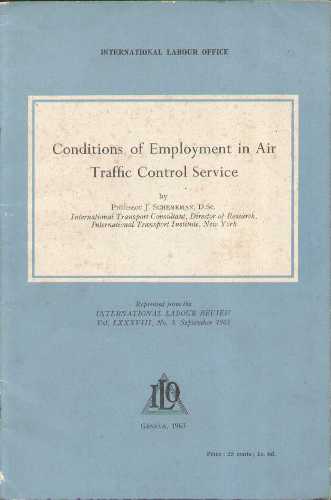 INTERNATIONAL LABOUR OFFICE
Conditions of Employment in Air
Traffic Control Service
by
Professor J. SCHENKMAN, D.Sc.
International Transport Consultant, Director of Research,
International Transport Institute, New York
Reprinted from the
INTERNATIONAL LABOUR REVIEW
Vol. LXXXVIII, No. 3, September 1963
ILO
GENEVA, 1963
Price: 25 cents; 1s. 6d.